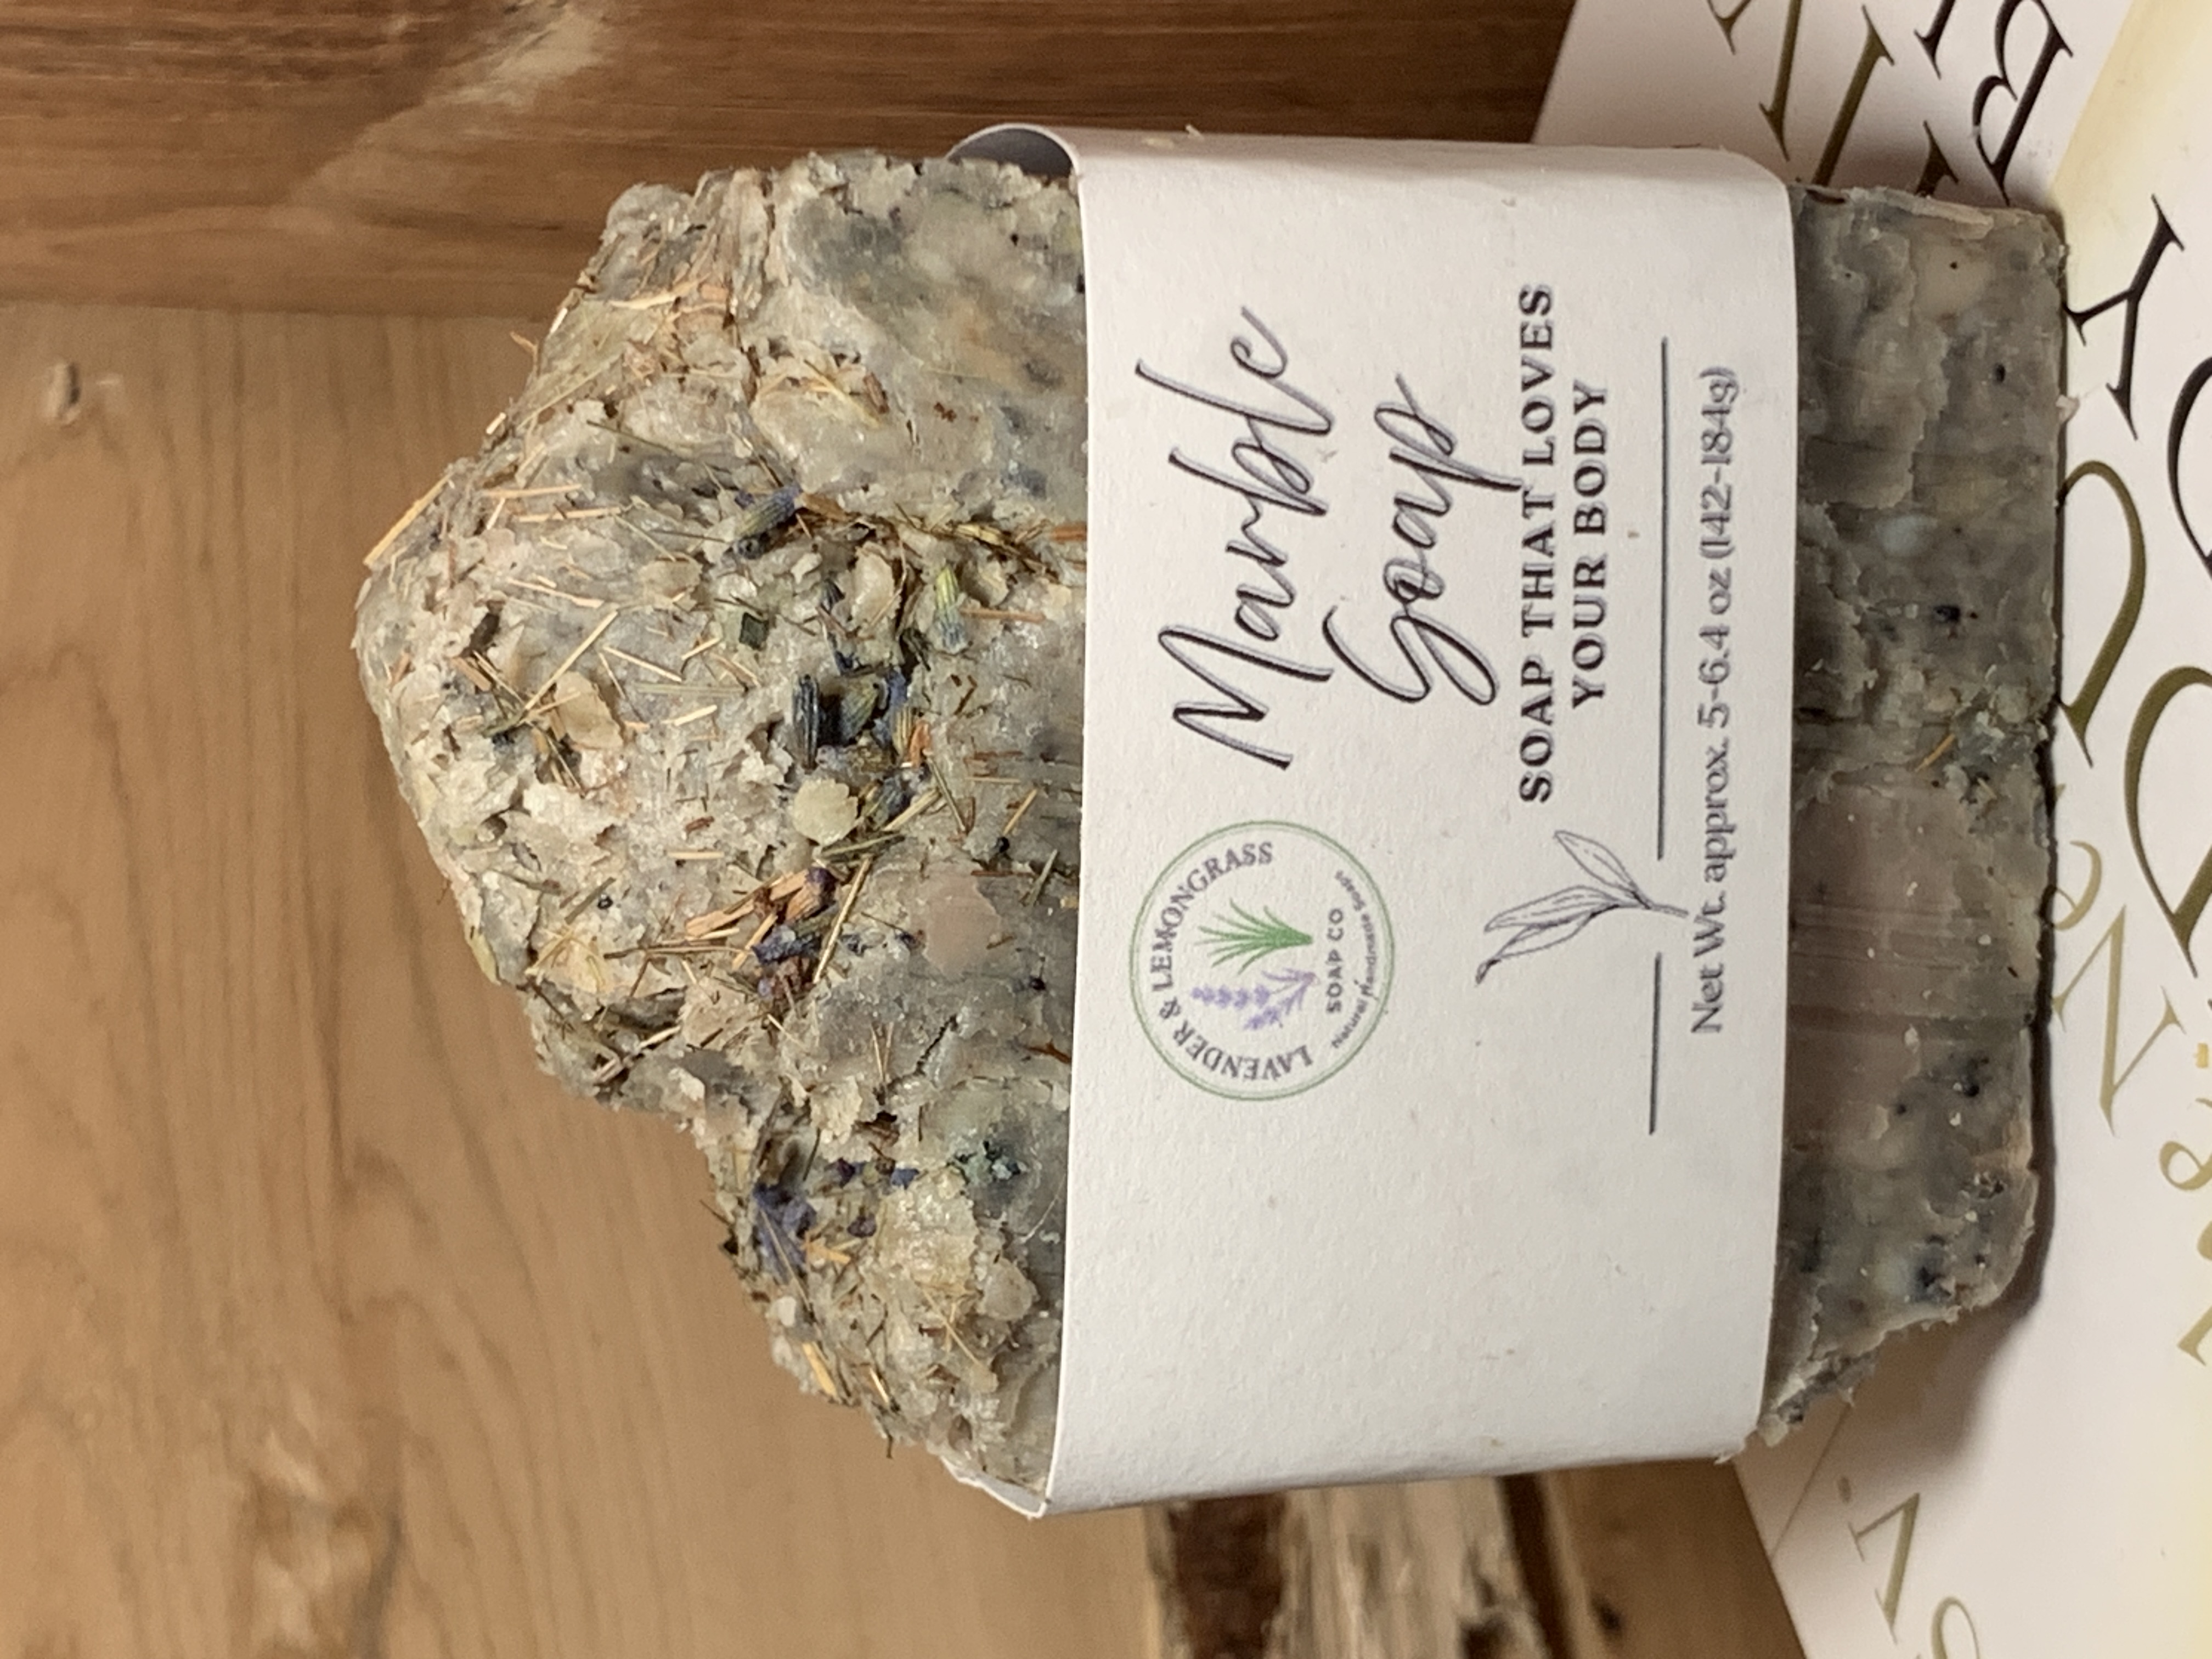 LAVENDER & LEMONGRASS
SOAP CO
Natural Handmade Soaps
Marble
Soap
SOAP THAT LOVES
YOUR BODY
Net Wt. approx. 5-6.4 oz (142-184g)